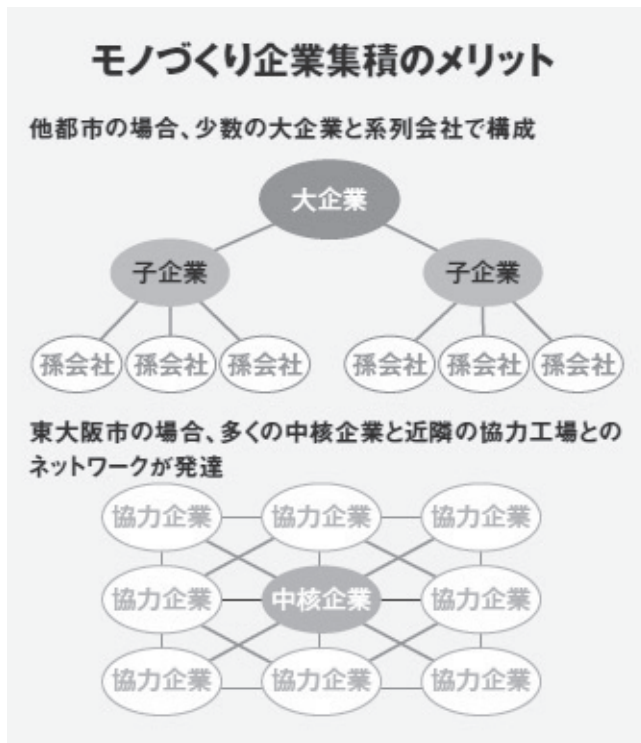 モノづくり企業集積のメリット
他都市の場合、少数の大企業と系列会社で構成
大企業
子企業 子企業
孫会社 孫会社 孫会社 孫会社 孫会社 孫会社
東大阪市の場合、多くの中核企業と近隣の協力工場との
ネットワークが発達
協力企業 協力企業 協力企業
協力企業 中核企業 協力企業
協力企業 協力企業 協力企業